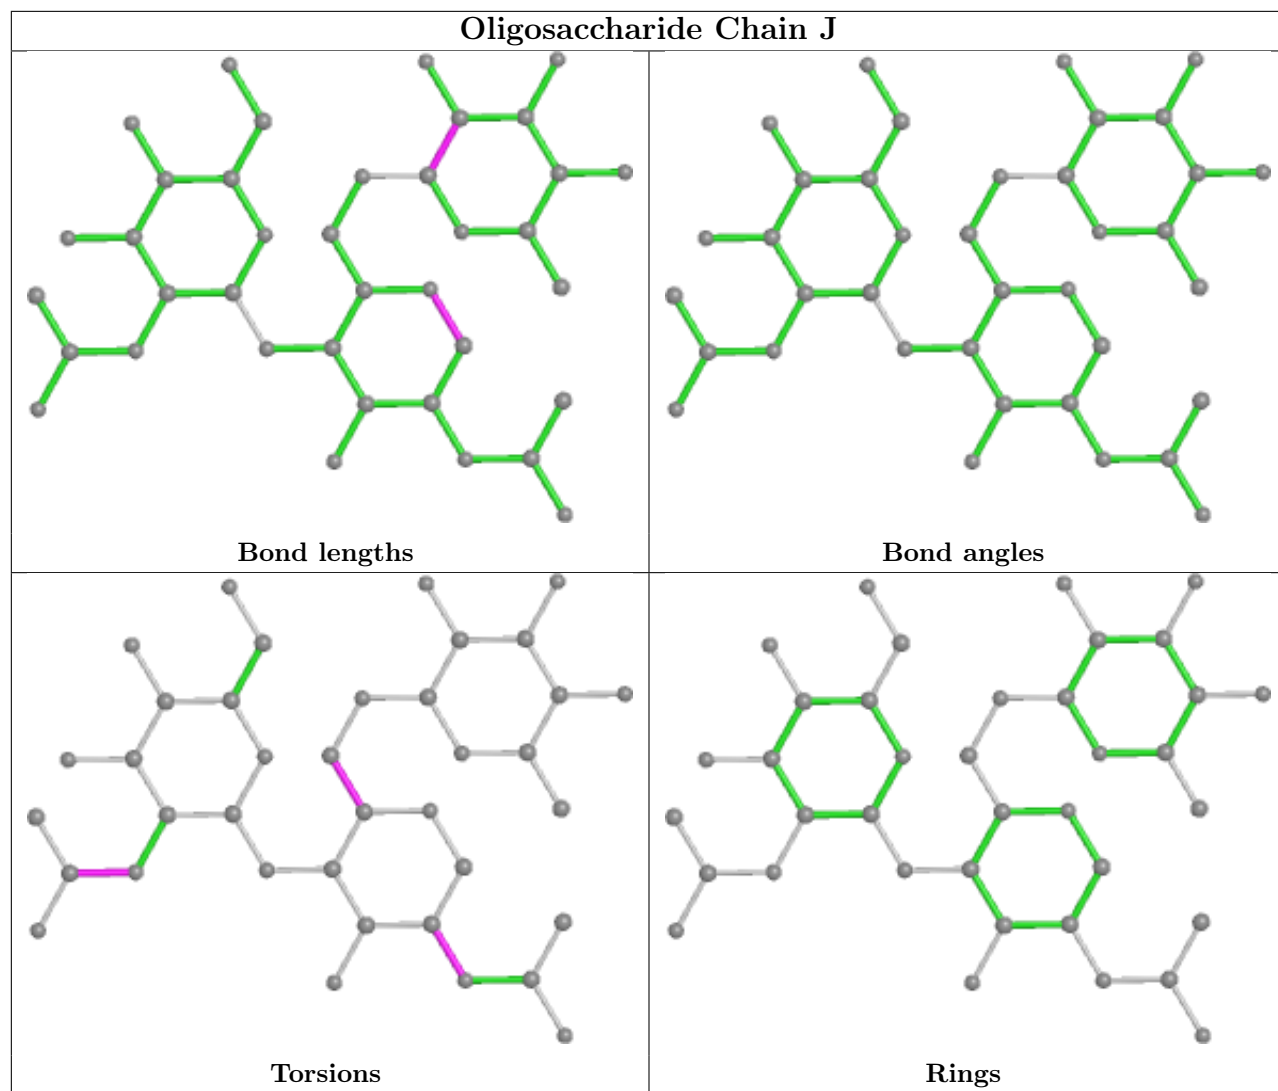 Oligosaccharide Chain J
Bond lengths
Bond angles
Torsions
Rings